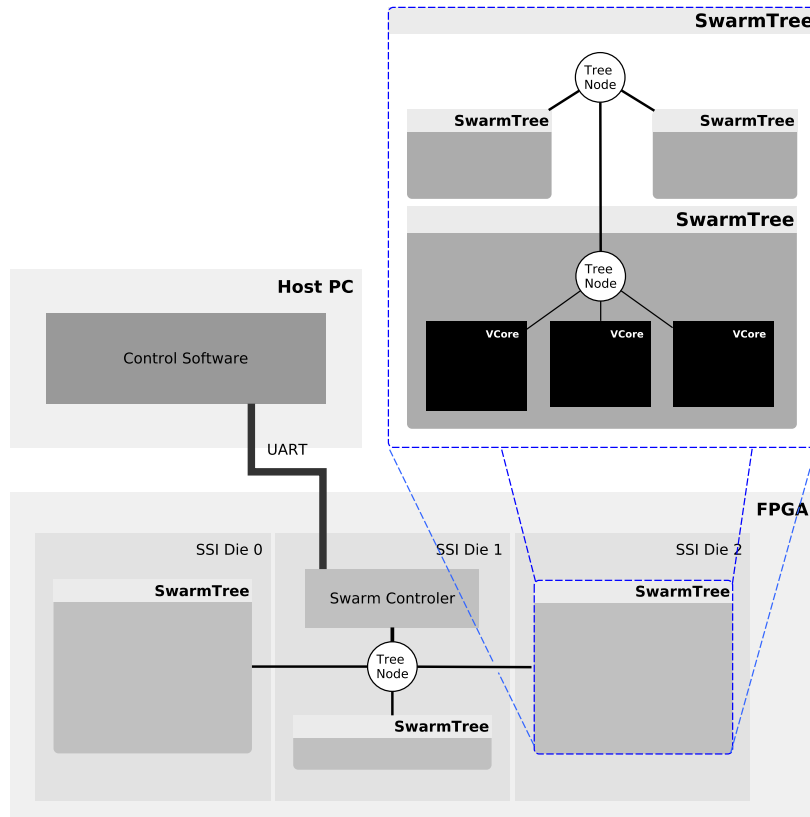 SwarmTree
Tree
Node
SwarmTree
SwarmTree
SwarmTree
Tree
Node
VCore
VCore
VCore
Host PC
Control Software
UART
FPGA
SSI Die 0
SSI Die 1
SSI Die 2
SwarmTree
Swarm Controler
SwarmTree
Tree
Node
SwarmTree